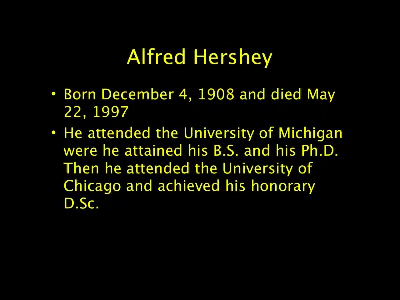 Alfred Hershey
• Born December 4, 1908 and died May
22, 1997
• He attended the University of Michigan
were he attained his B.S. and his Ph.D.
Then he attended the University of
Chicago and achieved his honorary
D.Sc.